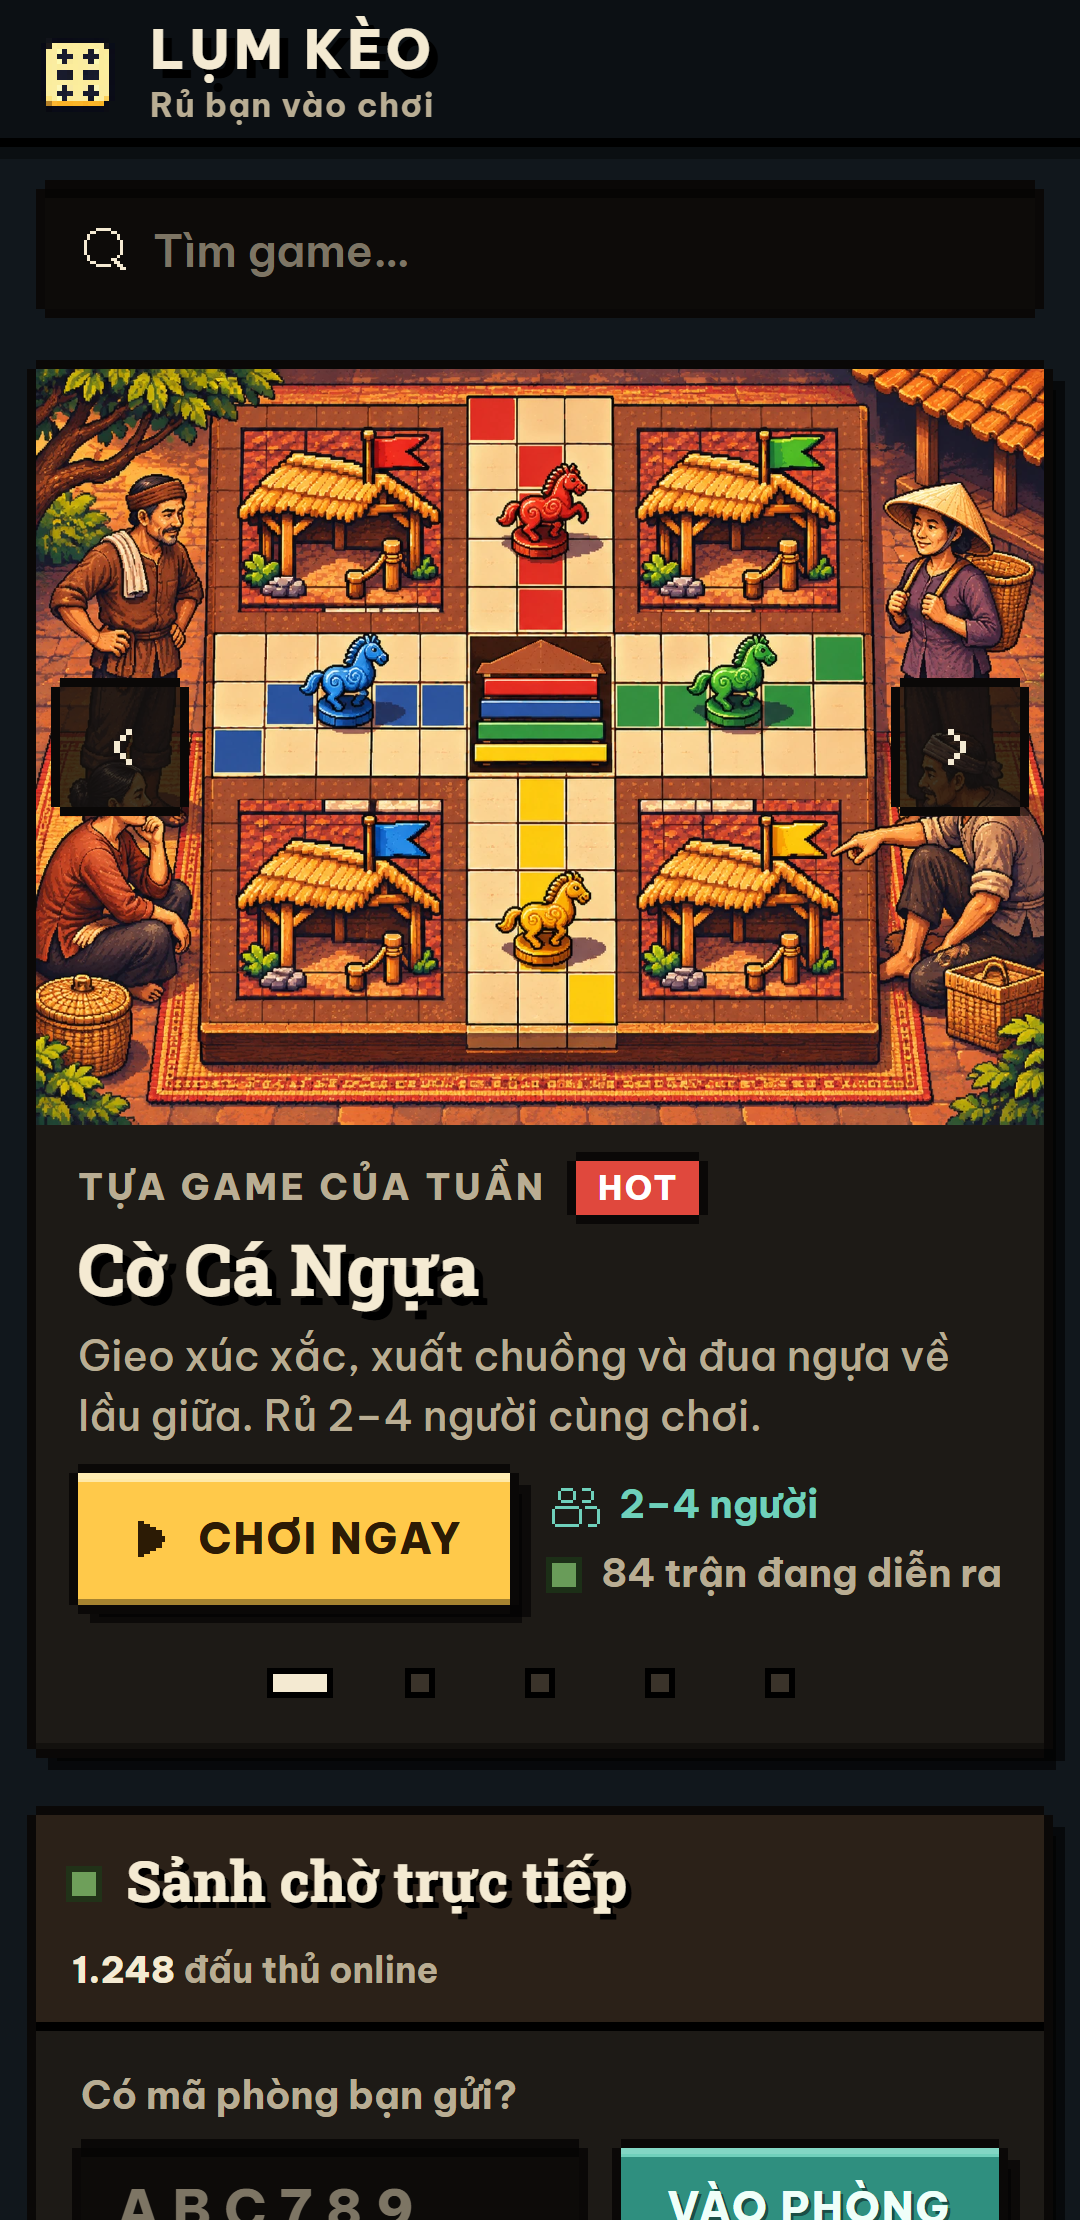 LỤM KÈO
Rủ bạn vào chơi
Tìm game...
TỰA GAME CỦA TUẦN HOT
Cờ Cá Ngựa
Gieo xúc xắc, xuất chuồng và đua ngựa về
lầu giữa. Rủ 2–4 người cùng chơi.
CHƠI NGAY
2–4 người
84 trận đang diễn ra
Sảnh chờ trực tiếp
1.248 đấu thủ online
Có mã phòng bạn gửi?
ABC789
VÀO PHÒNG